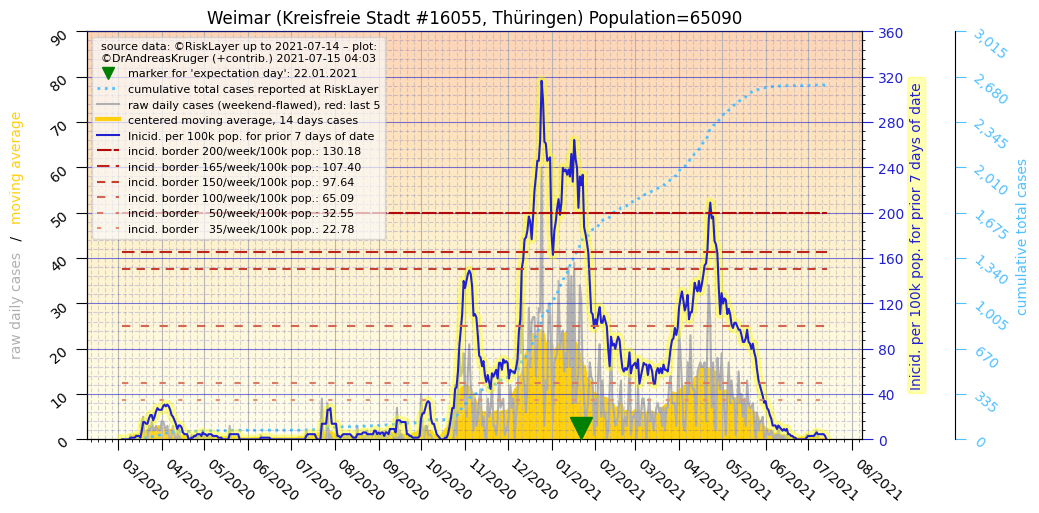 Weimar (Kreisfreie Stadt #16055, Thüringen) Population=65090
source data: ©RiskLayer up to 2021-07-14 – plot:
©DrAndreasKruger (+contrib.) 2021-07-15 04:03
marker for 'expectation day': 22.01.2021
cumulative total cases reported at RiskLayer
raw daily cases (weekend-flawed), red: last 5
centered moving average, 14 days cases
Inicid. per 100k pop. for prior 7 days of date
incid. border 200/week/100k pop.: 130.18
incid. border 165/week/100k pop.: 107.40
incid. border 150/week/100k pop.: 97.64
incid. border 100/week/100k pop.: 65.09
incid. border   50/week/100k pop.: 32.55
incid. border   35/week/100k pop.: 22.78
raw daily cases / moving average
90
80
70
60
50
40
30
20
10
0
03/2020
04/2020
05/2020
06/2020
07/2020
08/2020
09/2020
10/2020
11/2020
12/2020
01/2021
02/2021
03/2021
04/2021
05/2021
06/2021
07/2021
08/2021
360
320
280
240
200
160
120
80
40
0
Inicid. per 100k pop. for prior 7 days of date
3,015
2,680
2,345
2,010
1,675
1,340
1,005
670
335
0
cumulative total cases